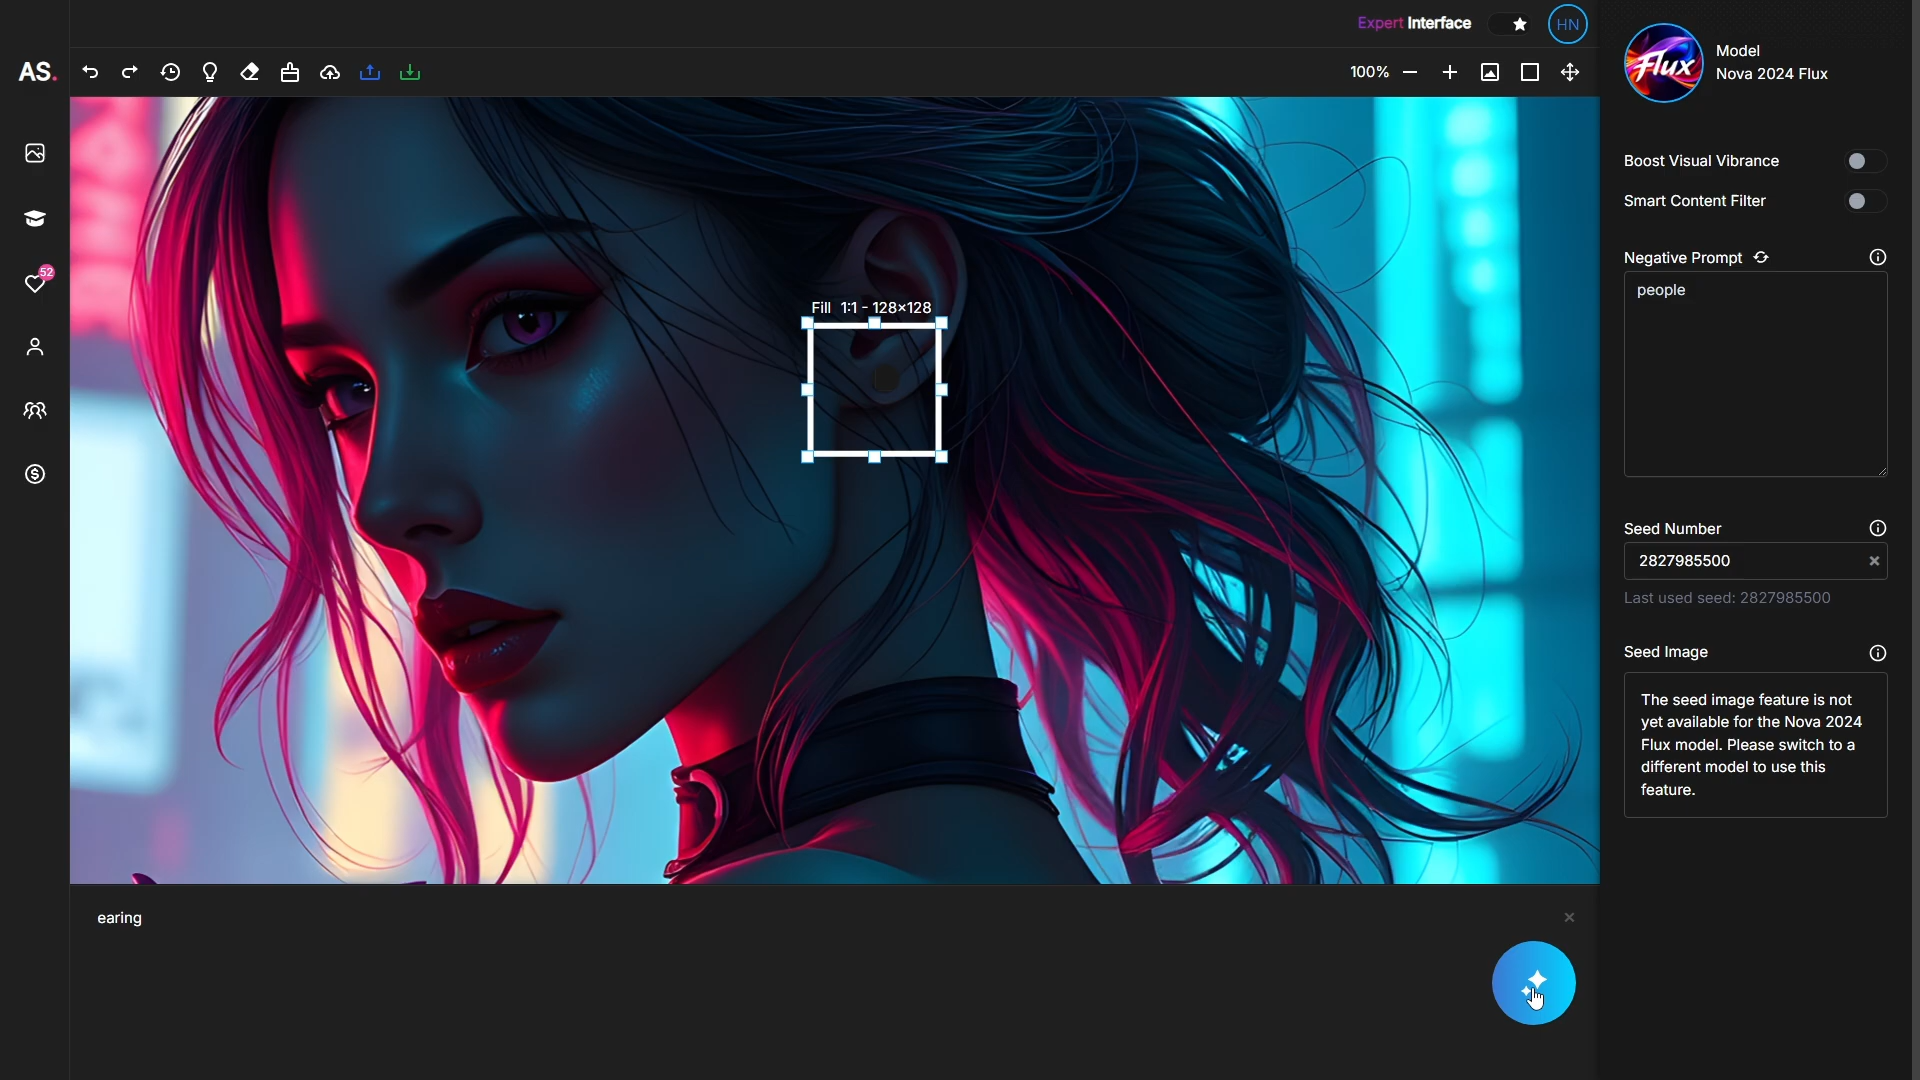 Expert Interface
HN
AS.
100%
Flux
Model
Nova 2024 Flux
Boost Visual Vibrance
Smart Content Filter
52
Negative Prompt
people
Fill 1:1 - 128×128
Seed Number
2827985500
Last used seed: 2827985500
Seed Image
The seed image feature is not
yet available for the Nova 2024
Flux model. Please switch to a
different model to use this
feature.
earing